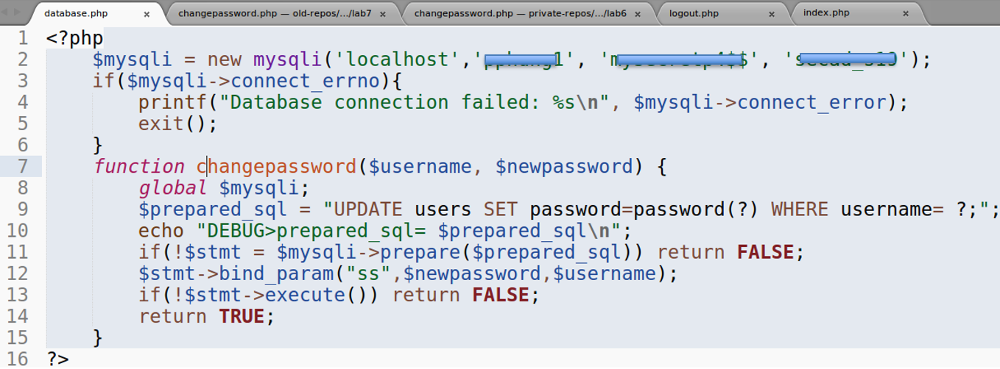 database.php × changepassword.php — old-repos/.../lab7 × changepassword.php — private-repos/.../lab6 × logout.php × index.php ×
1 <?php
2 $mysqli = new mysqli('localhost','', '', '');
3 if($mysqli->connect_errno){
4 printf("Database connection failed: %s\n", $mysqli->connect_error);
5 exit();
6 }
7 function changepassword($username, $newpassword) {
8 global $mysqli;
9 $prepared_sql = "UPDATE users SET password=password(?) WHERE username= ?;";
10 echo "DEBUG>prepared_sql= $prepared_sql\n";
11 if(!$stmt = $mysqli->prepare($prepared_sql)) return FALSE;
12 $stmt->bind_param("ss",$newpassword,$username);
13 if(!$stmt->execute()) return FALSE;
14 return TRUE;
15 }
16 ?>